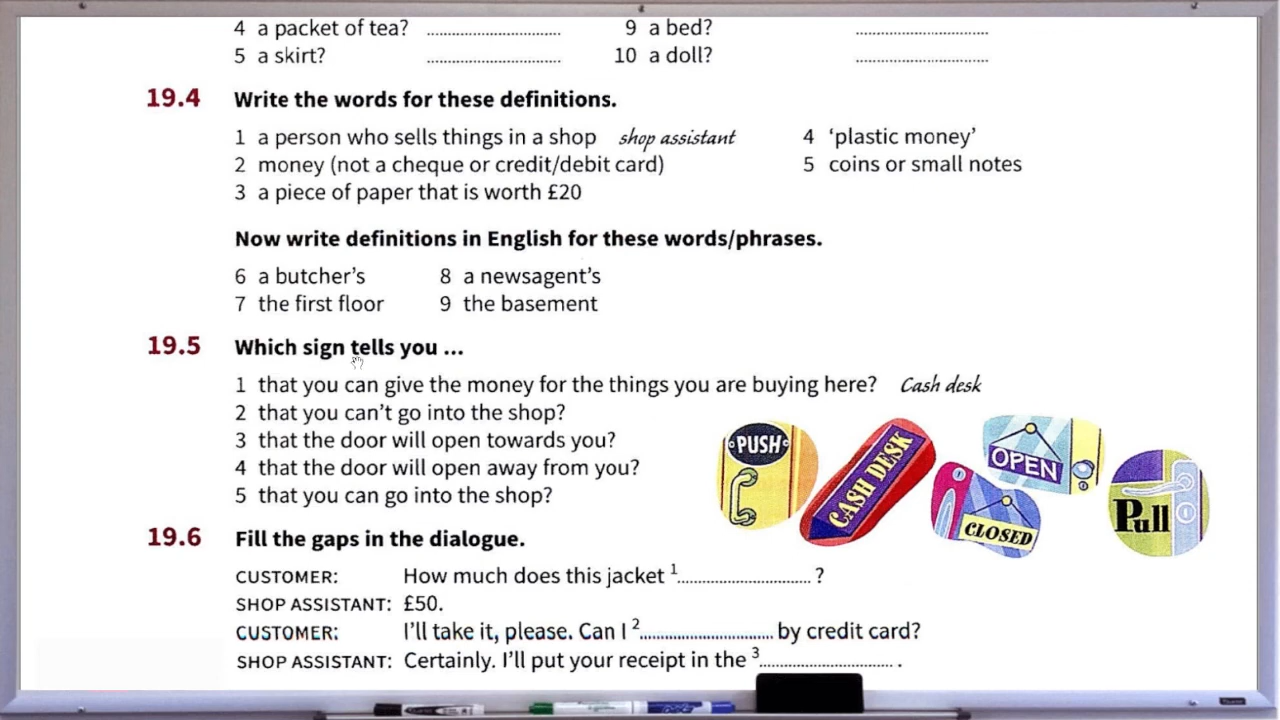 4 a packet of tea? ............................... 9 a bed? ...............................
5 a skirt? ............................... 10 a doll? ...............................
19.4 Write the words for these definitions.
1 a person who sells things in a shop shop assistant
2 money (not a cheque or credit/debit card)
3 a piece of paper that is worth £20
4 ‘plastic money’
5 coins or small notes
Now write definitions in English for these words/phrases.
6 a butcher’s 8 a newsagent’s
7 the first floor 9 the basement
19.5 Which sign tells you ...
1 that you can give the money for the things you are buying here? Cash desk
2 that you can’t go into the shop?
3 that the door will open towards you?
4 that the door will open away from you?
5 that you can go into the shop?
PUSH
CASH DESK
OPEN
CLOSED
Pull
19.6 Fill the gaps in the dialogue.
CUSTOMER: How much does this jacket 1............................... ?
SHOP ASSISTANT: £50.
CUSTOMER: I’ll take it, please. Can I 2............................... by credit card?
SHOP ASSISTANT: Certainly. I’ll put your receipt in the 3............................... .